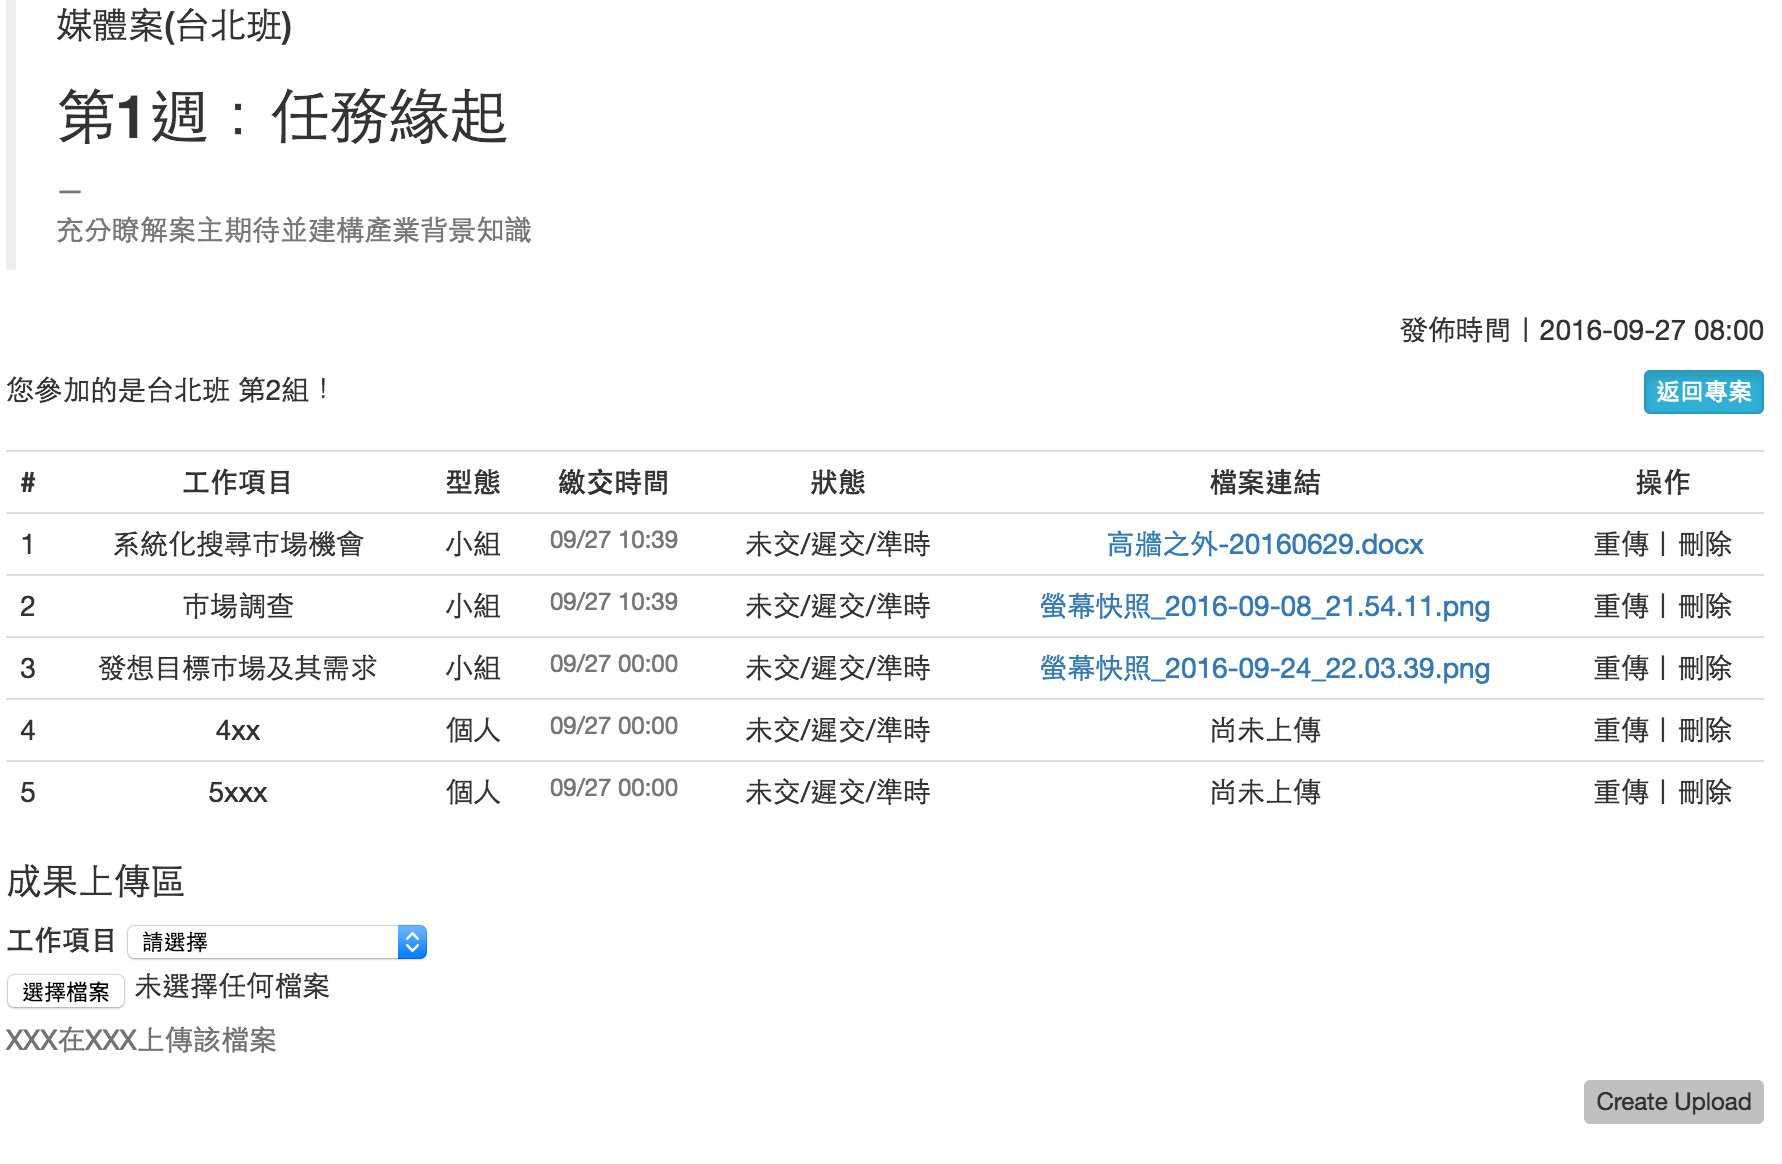 媒體案(台北班)
第1週：任務緣起
—
充分瞭解案主期待並建構產業背景知識
發佈時間 | 2016-09-27 08:00
您參加的是台北班 第2組！
返回專案
# 工作項目 型態 繳交時間 狀態 檔案連結 操作
1 系統化搜尋市場機會 小組 09/27 10:39 未交/遲交/準時 高牆之外-20160629.docx 重傳 | 刪除
2 市場調查 小組 09/27 10:39 未交/遲交/準時 螢幕快照_2016-09-08_21.54.11.png 重傳 | 刪除
3 發想目標市場及其需求 小組 09/27 00:00 未交/遲交/準時 螢幕快照_2016-09-24_22.03.39.png 重傳 | 刪除
4 4xx 個人 09/27 00:00 未交/遲交/準時 尚未上傳 重傳 | 刪除
5 5xxx 個人 09/27 00:00 未交/遲交/準時 尚未上傳 重傳 | 刪除
成果上傳區
工作項目 請選擇
選擇檔案 未選擇任何檔案
XXX在XXX上傳該檔案
Create Upload